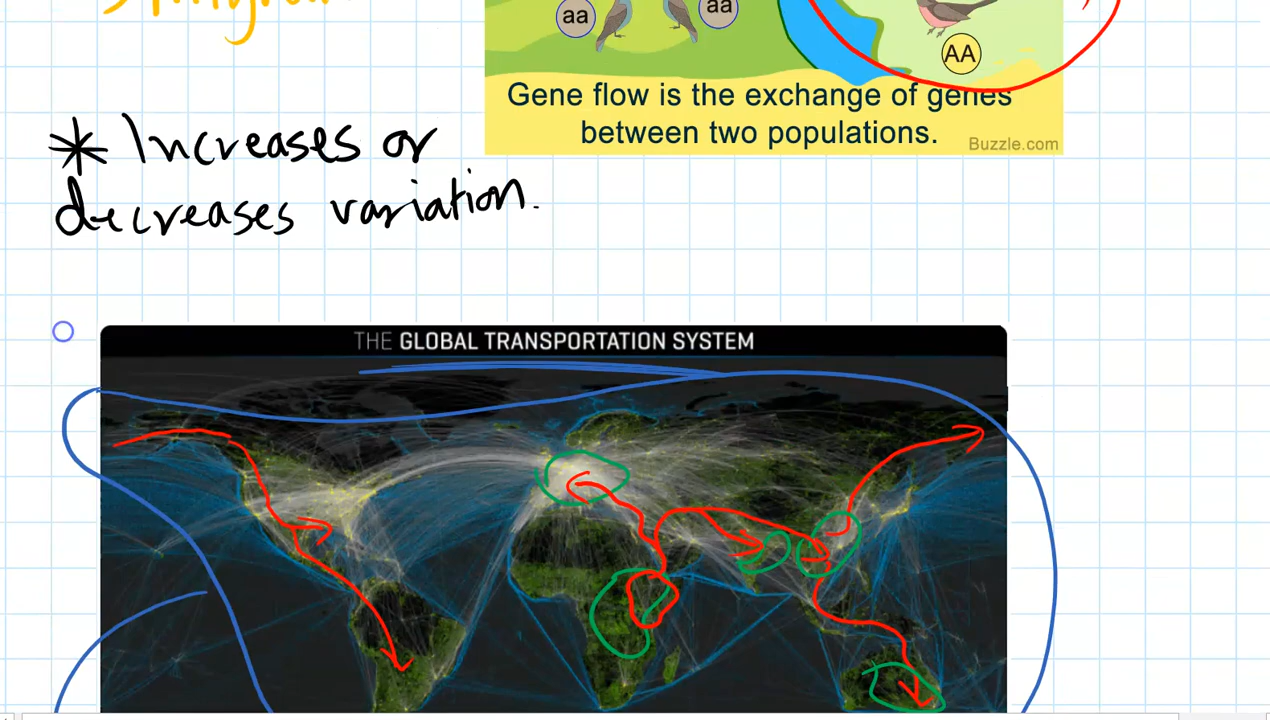 aa
aa
AA
Gene flow is the exchange of genes
between two populations.
Buzzle.com
* Increases or
decreases variation.
THE GLOBAL TRANSPORTATION SYSTEM